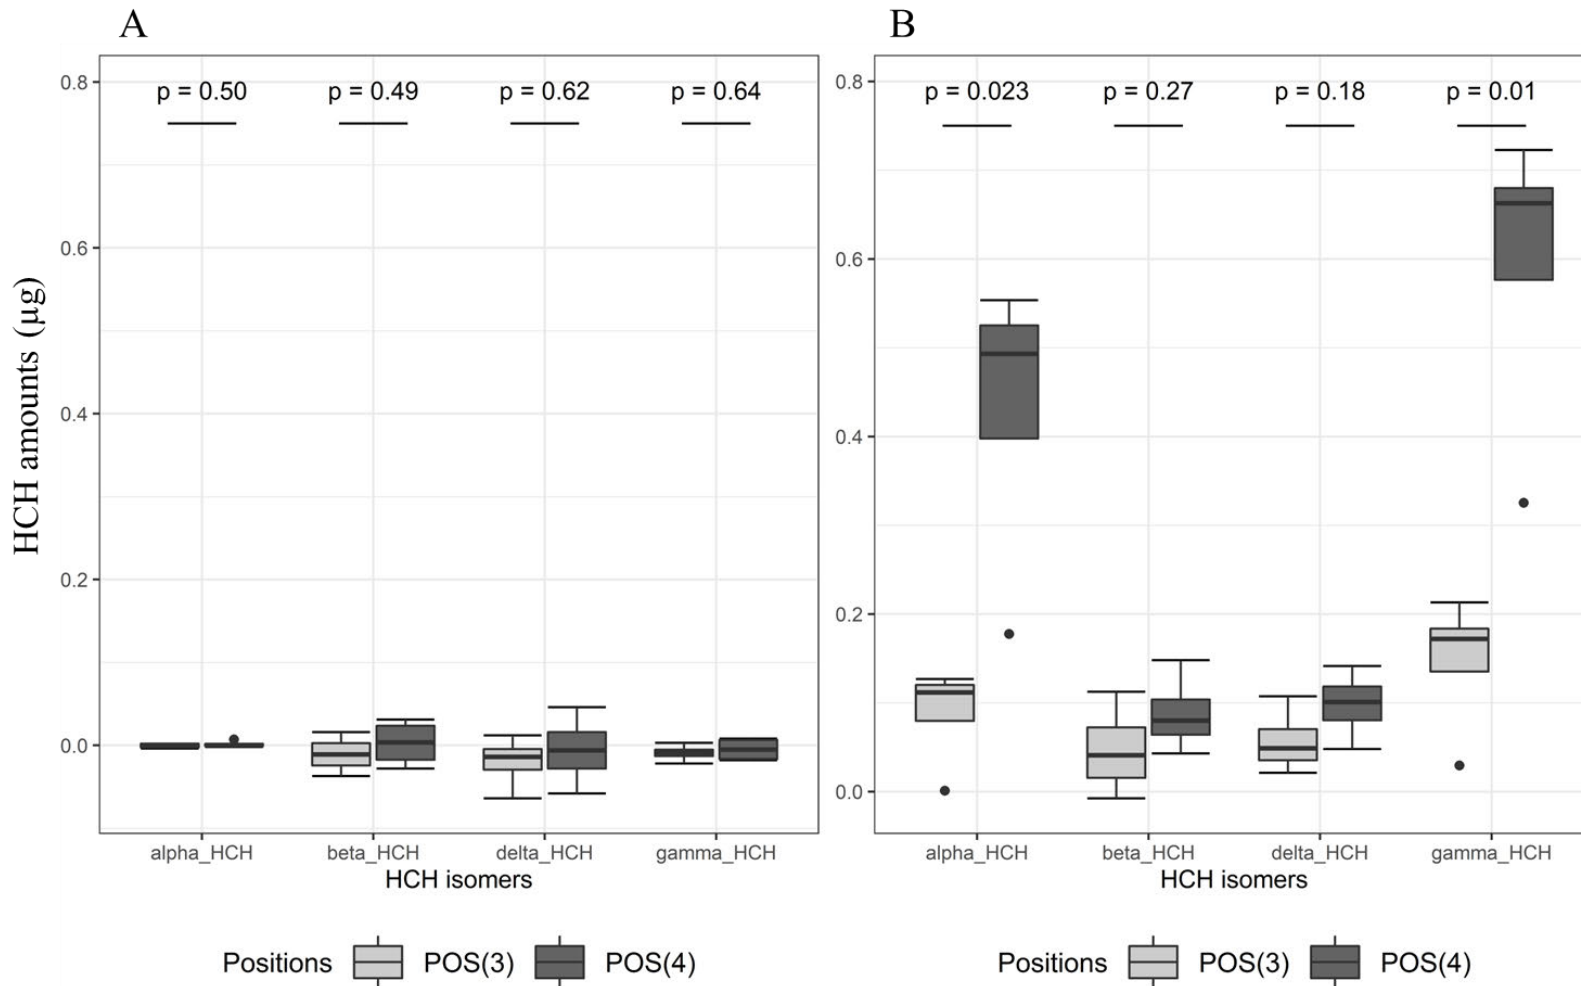 A
B
HCH amounts (µg)
0.8
0.6
0.4
0.2
0.0
p = 0.50
p = 0.49
p = 0.62
p = 0.64
alpha_HCH
beta_HCH
delta_HCH
gamma_HCH
HCH isomers
Positions POS(3) POS(4)
0.8
0.6
0.4
0.2
0.0
p = 0.023
p = 0.27
p = 0.18
p = 0.01
alpha_HCH
beta_HCH
delta_HCH
gamma_HCH
HCH isomers
Positions POS(3) POS(4)